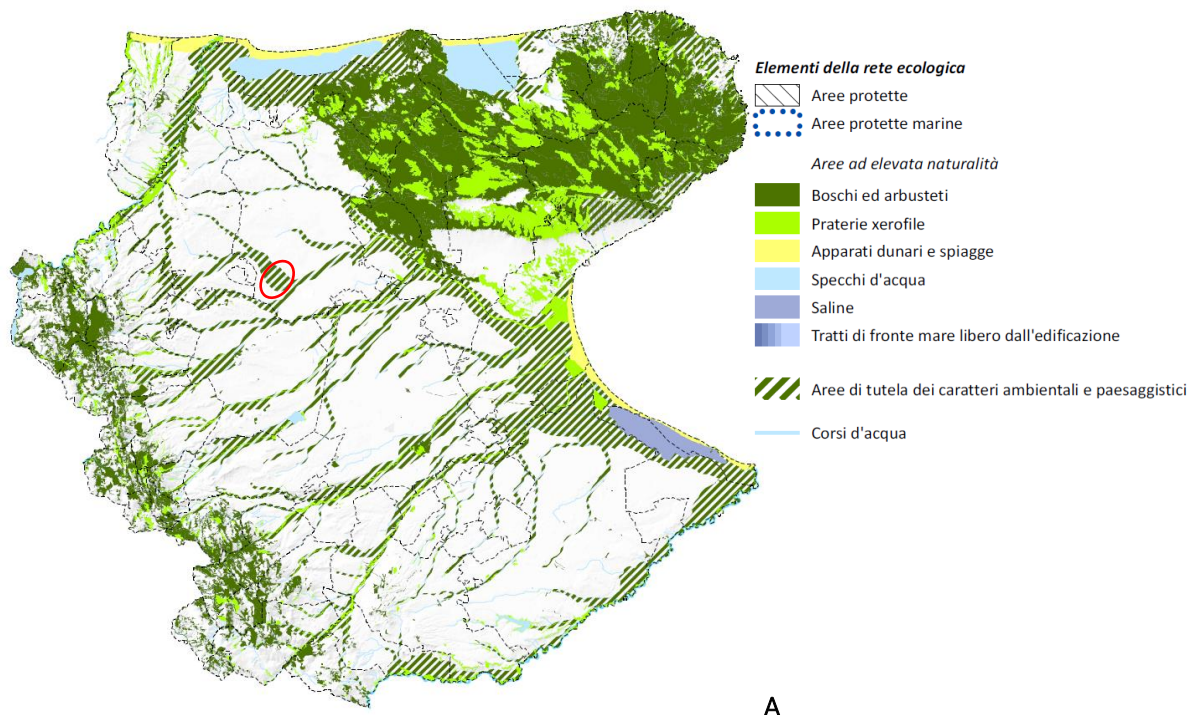 Elementi della rete ecologica
Aree protette
Aree protette marine
Aree ad elevata naturalità
Boschi ed arbusteti
Praterie xerofile
Apparati dunari e spiagge
Specchi d'acqua
Saline
Tratti di fronte mare libero dall'edificazione
Aree di tutela dei caratteri ambientali e paesaggistici
Corsi d'acqua
A